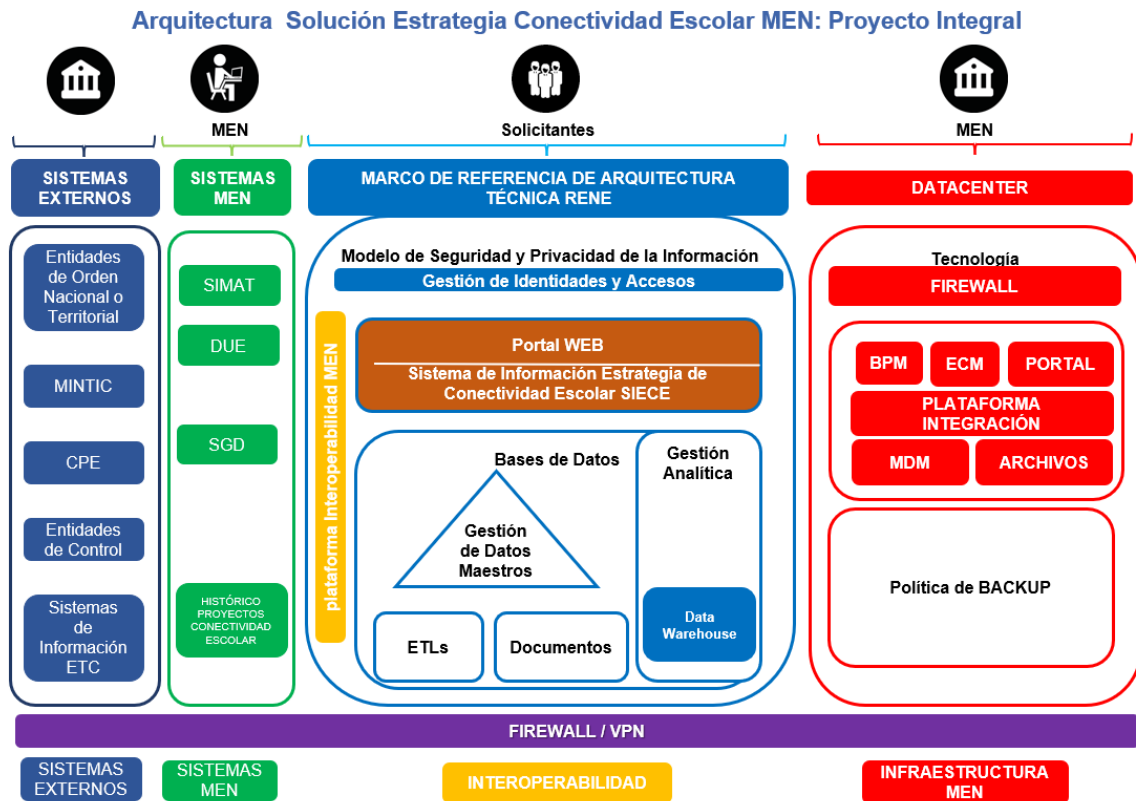 Arquitectura Solución Estrategia Conectividad Escolar MEN: Proyecto Integral
MEN
Solicitantes
MEN
SISTEMAS
EXTERNOS
SISTEMAS
MEN
MARCO DE REFERENCIA DE ARQUITECTURA
TÉCNICA RENE
DATACENTER
Entidades
de Orden
Nacional o
Territorial
MINTIC
CPE
Entidades
de Control
Sistemas
de
Información
ETC
SIMAT
DUE
SGD
HISTÓRICO
PROYECTOS
CONECTIVIDAD
ESCOLAR
Modelo de Seguridad y Privacidad de la Información
Gestión de Identidades y Accesos
plataforma Interoperabilidad MEN
Portal WEB
Sistema de Información Estrategia de
Conectividad Escolar SIECE
Bases de Datos
Gestión
de Datos
Maestros
ETLs
Documentos
Gestión
Analítica
Data
Warehouse
Tecnología
FIREWALL
BPM
ECM
PORTAL
PLATAFORMA
INTEGRACIÓN
MDM
ARCHIVOS
Política de BACKUP
FIREWALL / VPN
SISTEMAS
EXTERNOS
SISTEMAS
MEN
INTEROPERABILIDAD
INFRAESTRUCTURA
MEN